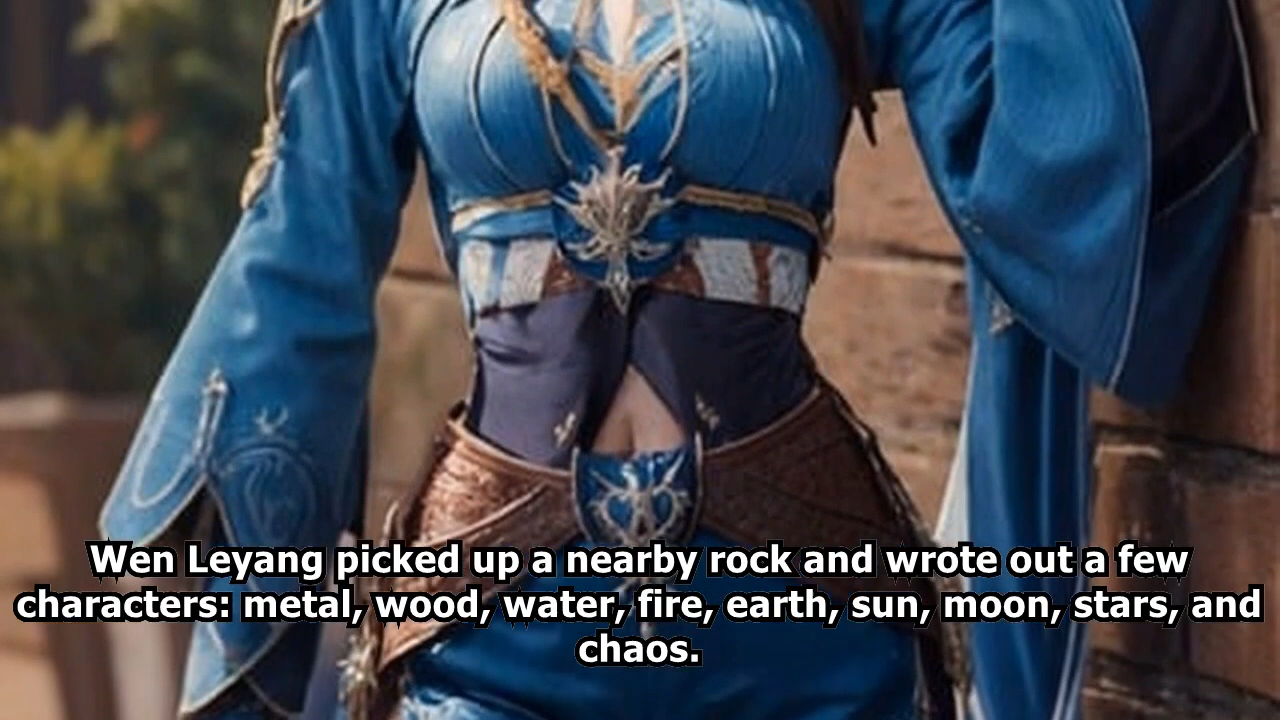 Wen Leyang picked up a nearby rock and wrote out a few
characters: metal, wood, water, fire, earth, sun, moon, stars, and
chaos.